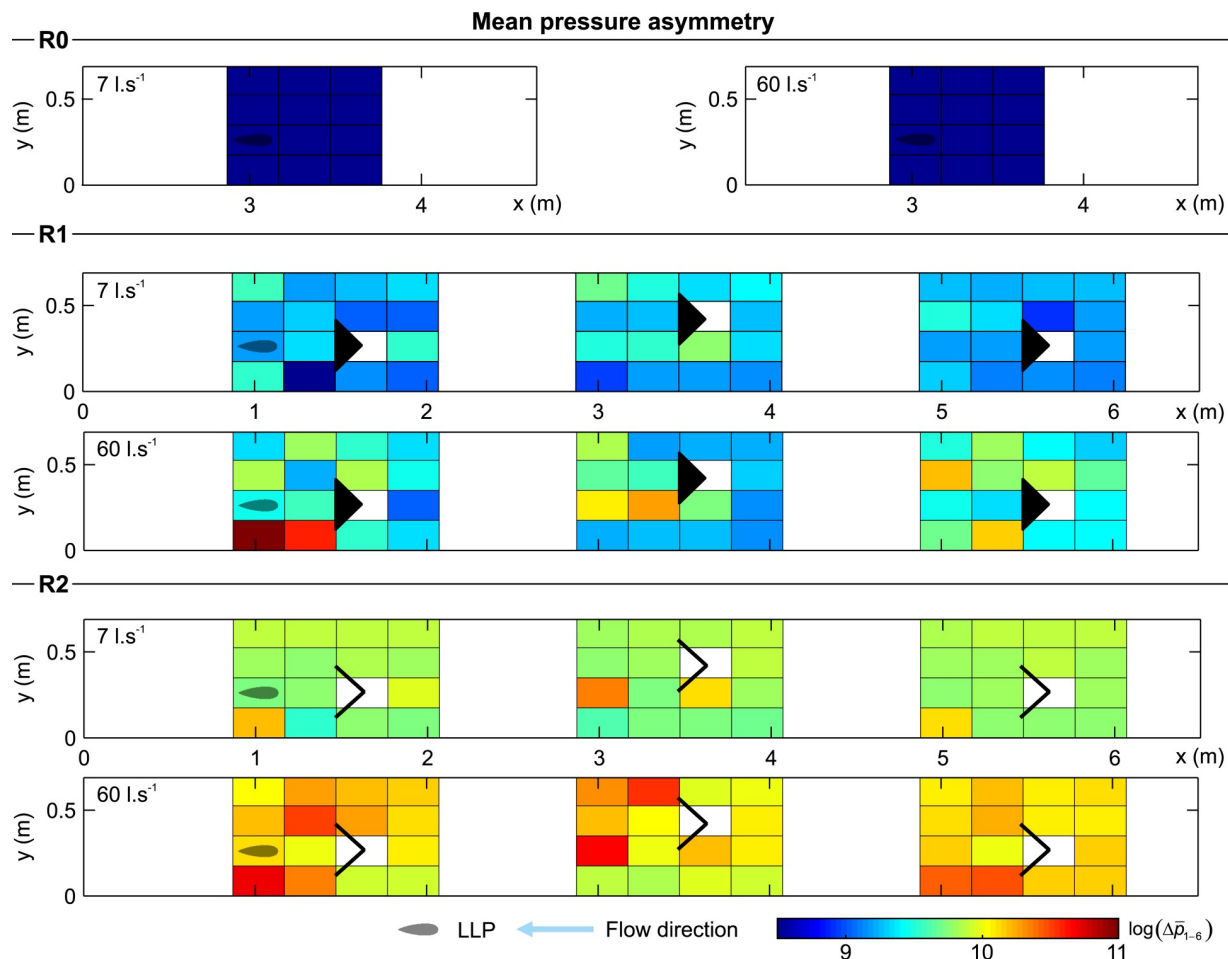 Mean pressure asymmetry
R0
7 l.s⁻¹ 60 l.s⁻¹
0.5 0.5
y (m) y (m)
0 0
3 4 x (m) 3 4 x (m)
R1
7 l.s⁻¹
0.5
y (m)
0
0 1 2 3 4 5 6 x (m)
60 l.s⁻¹
0.5
y (m)
0
R2
7 l.s⁻¹
0.5
y (m)
0
0 1 2 3 4 5 6 x (m)
60 l.s⁻¹
0.5
y (m)
0
LLP Flow direction log(Δp̄₁₋₆)
9 10 11